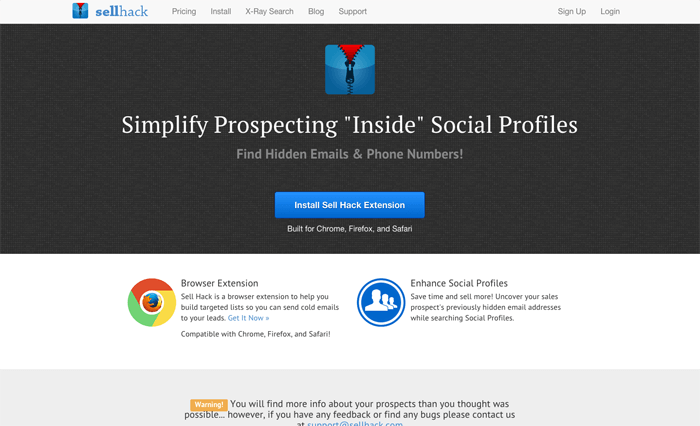 sellhack Pricing Install X-Ray Search Blog Support Sign Up Login
Simplify Prospecting "Inside" Social Profiles
Find Hidden Emails & Phone Numbers!
Install Sell Hack Extension
Built for Chrome, Firefox, and Safari
Browser Extension
Sell Hack is a browser extension to help you
build targeted lists so you can send cold emails
to your leads. Get It Now »
Compatible with Chrome, Firefox, and Safari!
Enhance Social Profiles
Save time and sell more! Uncover your sales
prospect's previously hidden email addresses
while searching Social Profiles.
Warning! You will find more info about your prospects than you thought was
possible... however, if you have any feedback or find any bugs please contact us
at support@sellhack.com